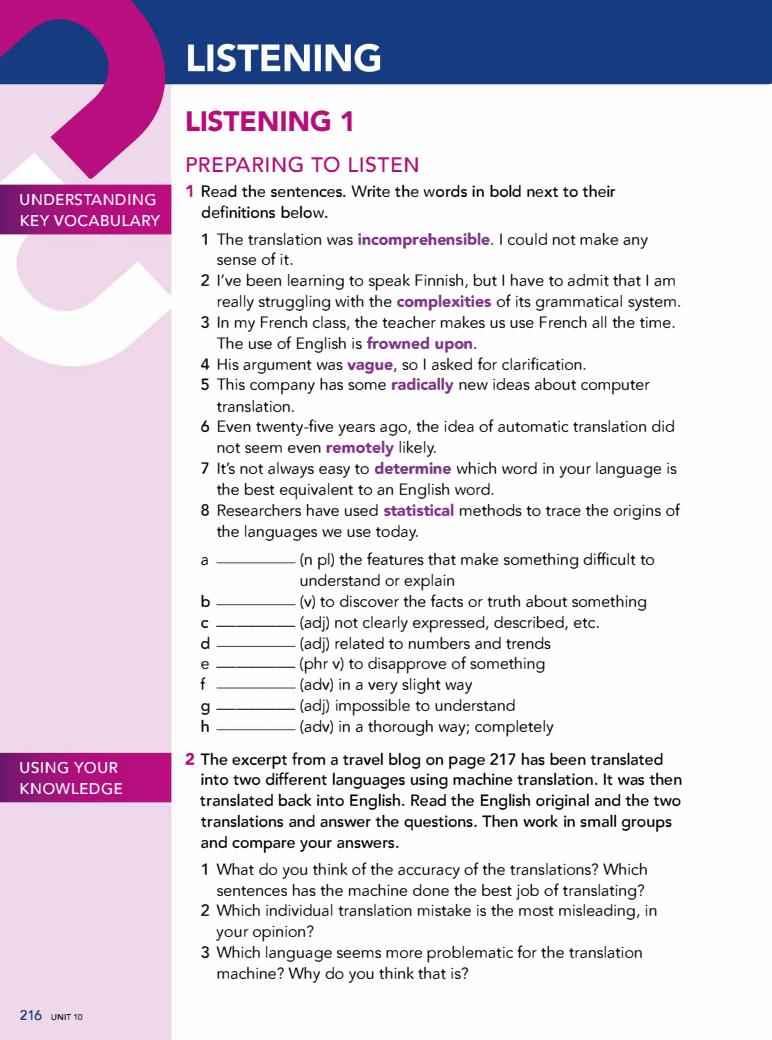 LISTENING
LISTENING 1
PREPARING TO LISTEN
UNDERSTANDING
KEY VOCABULARY
1 Read the sentences. Write the words in bold next to their
definitions below.
1 The translation was incomprehensible. I could not make any
sense of it.
2 I've been learning to speak Finnish, but I have to admit that I am
really struggling with the complexities of its grammatical system.
3 In my French class, the teacher makes us use French all the time.
The use of English is frowned upon.
4 His argument was vague, so I asked for clarification.
5 This company has some radically new ideas about computer
translation.
6 Even twenty-five years ago, the idea of automatic translation did
not seem even remotely likely.
7 It's not always easy to determine which word in your language is
the best equivalent to an English word.
8 Researchers have used statistical methods to trace the origins of
the languages we use today.
a __________ (n pl) the features that make something difficult to
understand or explain
b __________ (v) to discover the facts or truth about something
c __________ (adj) not clearly expressed, described, etc.
d __________ (adj) related to numbers and trends
e __________ (phr v) to disapprove of something
f __________ (adv) in a very slight way
g __________ (adj) impossible to understand
h __________ (adv) in a thorough way; completely
USING YOUR
KNOWLEDGE
2 The excerpt from a travel blog on page 217 has been translated
into two different languages using machine translation. It was then
translated back into English. Read the English original and the two
translations and answer the questions. Then work in small groups
and compare your answers.
1 What do you think of the accuracy of the translations? Which
sentences has the machine done the best job of translating?
2 Which individual translation mistake is the most misleading, in
your opinion?
3 Which language seems more problematic for the translation
machine? Why do you think that is?
216 UNIT 10